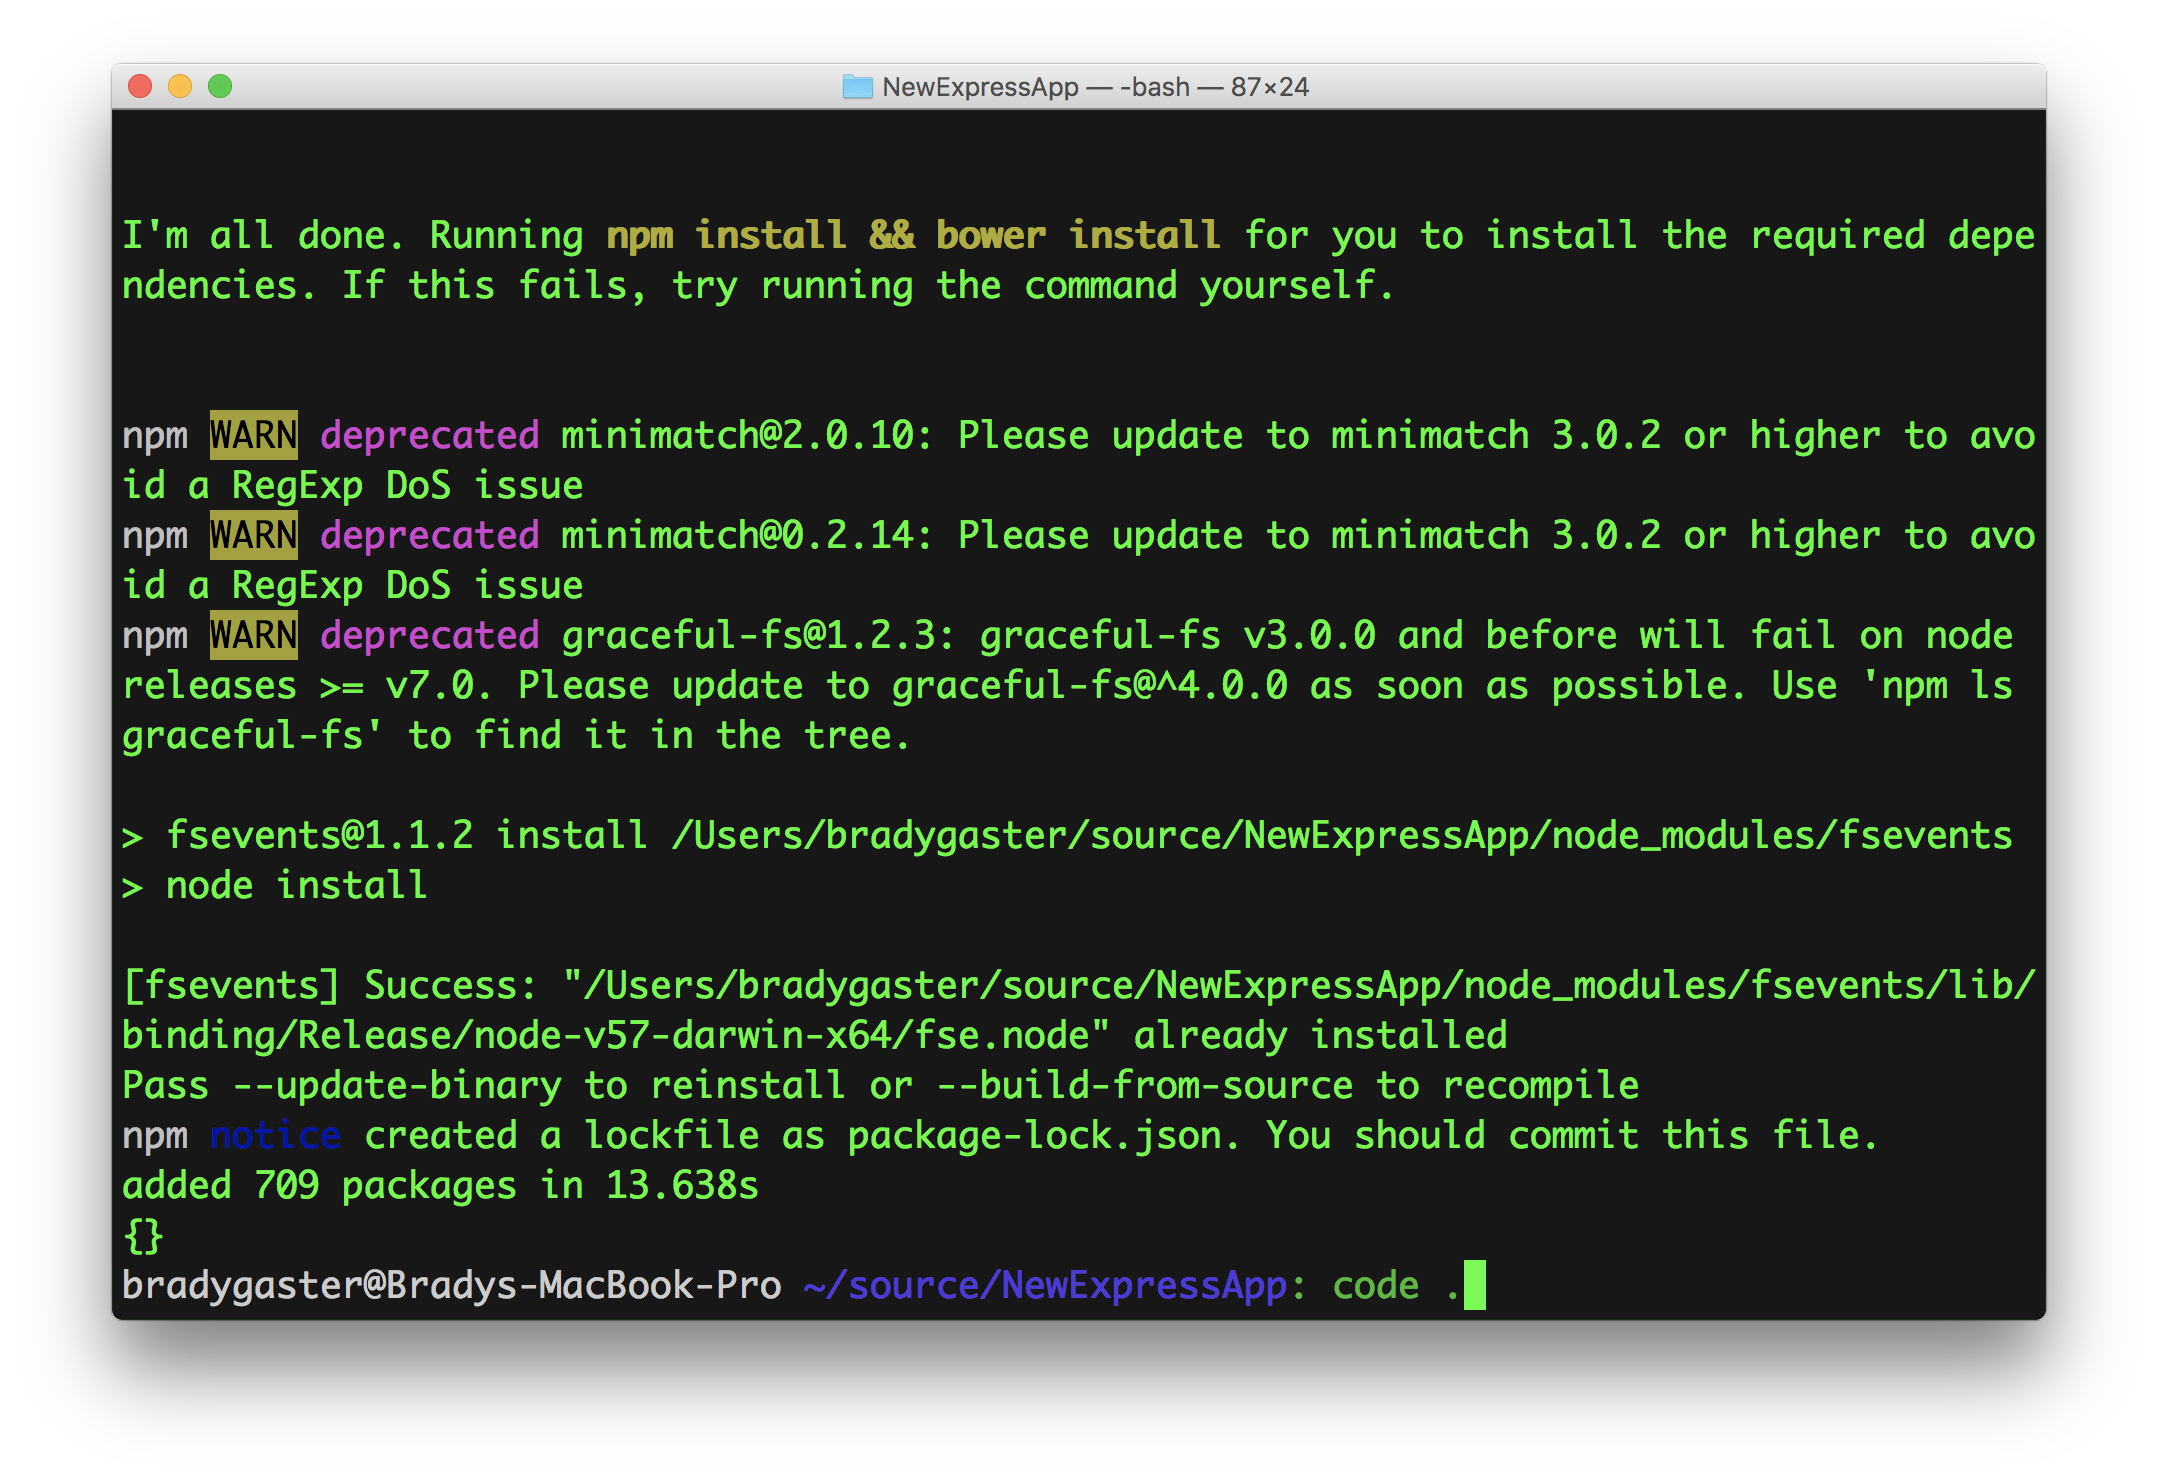 NewExpressApp — -bash — 87×24
I'm all done. Running npm install && bower install for you to install the required depe
ndencies. If this fails, try running the command yourself.
npm WARN deprecated minimatch@2.0.10: Please update to minimatch 3.0.2 or higher to avo
id a RegExp DoS issue
npm WARN deprecated minimatch@0.2.14: Please update to minimatch 3.0.2 or higher to avo
id a RegExp DoS issue
npm WARN deprecated graceful-fs@1.2.3: graceful-fs v3.0.0 and before will fail on node
releases >= v7.0. Please update to graceful-fs@^4.0.0 as soon as possible. Use 'npm ls
graceful-fs' to find it in the tree.
> fsevents@1.1.2 install /Users/bradygaster/source/NewExpressApp/node_modules/fsevents
> node install
[fsevents] Success: "/Users/bradygaster/source/NewExpressApp/node_modules/fsevents/lib/
binding/Release/node-v57-darwin-x64/fse.node" already installed
Pass --update-binary to reinstall or --build-from-source to recompile
npm notice created a lockfile as package-lock.json. You should commit this file.
added 709 packages in 13.638s
{}
bradygaster@Bradys-MacBook-Pro ~/source/NewExpressApp: code .